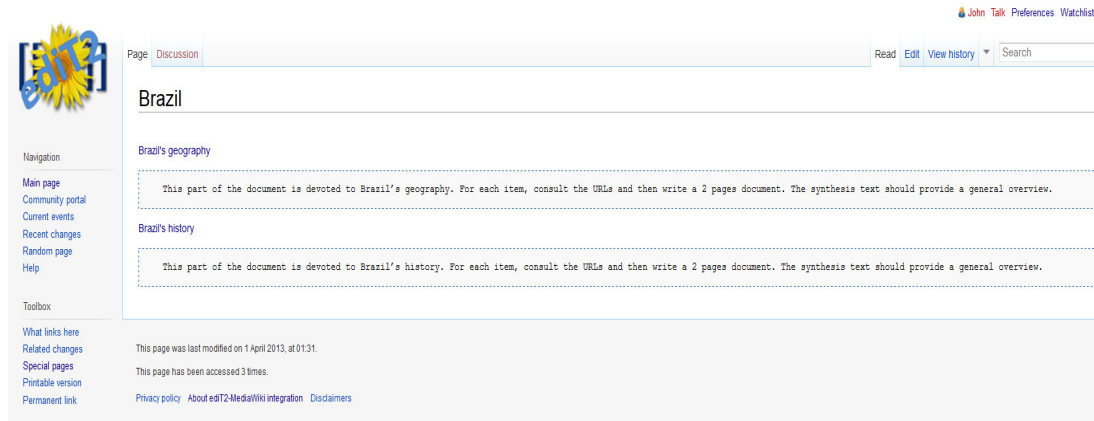 John Talk Preferences Watchlist
[[ediT2]]
Page Discussion
Read Edit View history Search
Brazil
Brazil's geography
This part of the document is devoted to Brazil's geography. For each item, consult the URLs and then write a 2 pages document. The synthesis text should provide a general overview.
Brazil's history
This part of the document is devoted to Brazil's history. For each item, consult the URLs and then write a 2 pages document. The synthesis text should provide a general overview.
Navigation
Main page
Community portal
Current events
Recent changes
Random page
Help
Toolbox
What links here
Related changes
Special pages
Printable version
Permanent link
This page was last modified on 1 April 2013, at 01:31.
This page has been accessed 3 times.
Privacy policy About ediT2-MediaWiki integration Disclaimers